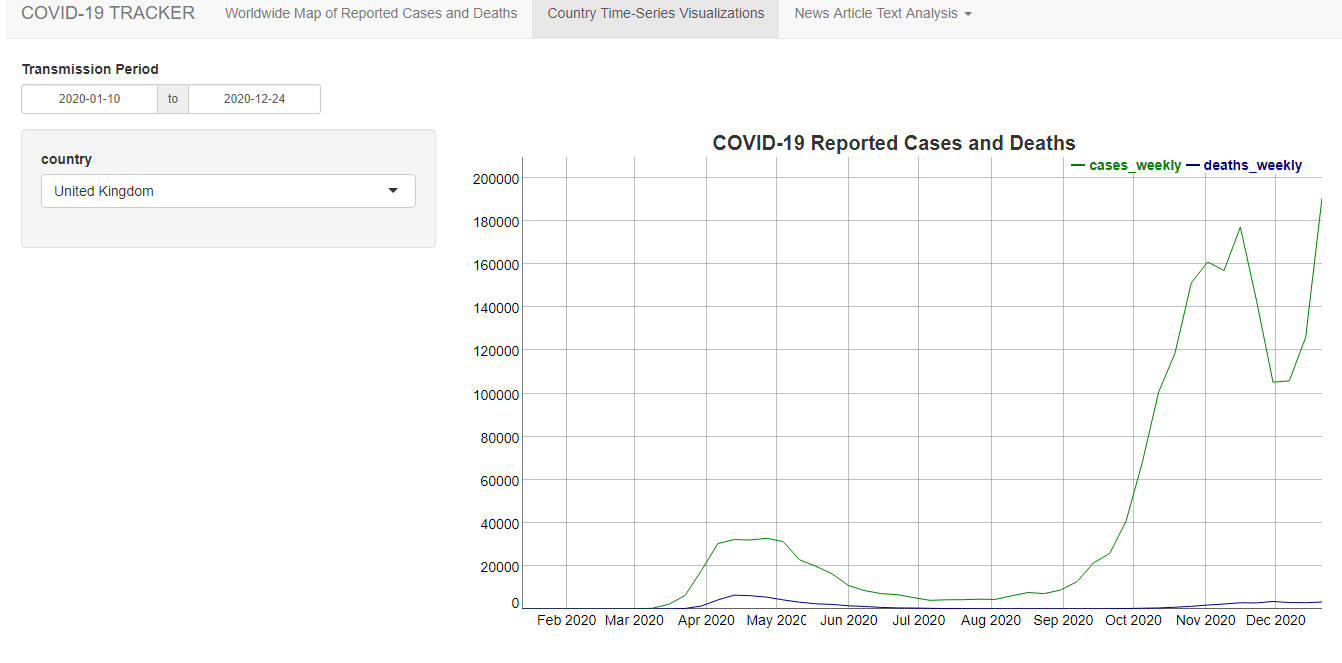 COVID-19 TRACKER Worldwide Map of Reported Cases and Deaths Country Time-Series Visualizations News Article Text Analysis
Transmission Period
2020-01-10 to 2020-12-24
country
United Kingdom
COVID-19 Reported Cases and Deaths
cases_weekly deaths_weekly
200000
180000
160000
140000
120000
100000
80000
60000
40000
20000
0
Feb 2020 Mar 2020 Apr 2020 May 2020 Jun 2020 Jul 2020 Aug 2020 Sep 2020 Oct 2020 Nov 2020 Dec 2020